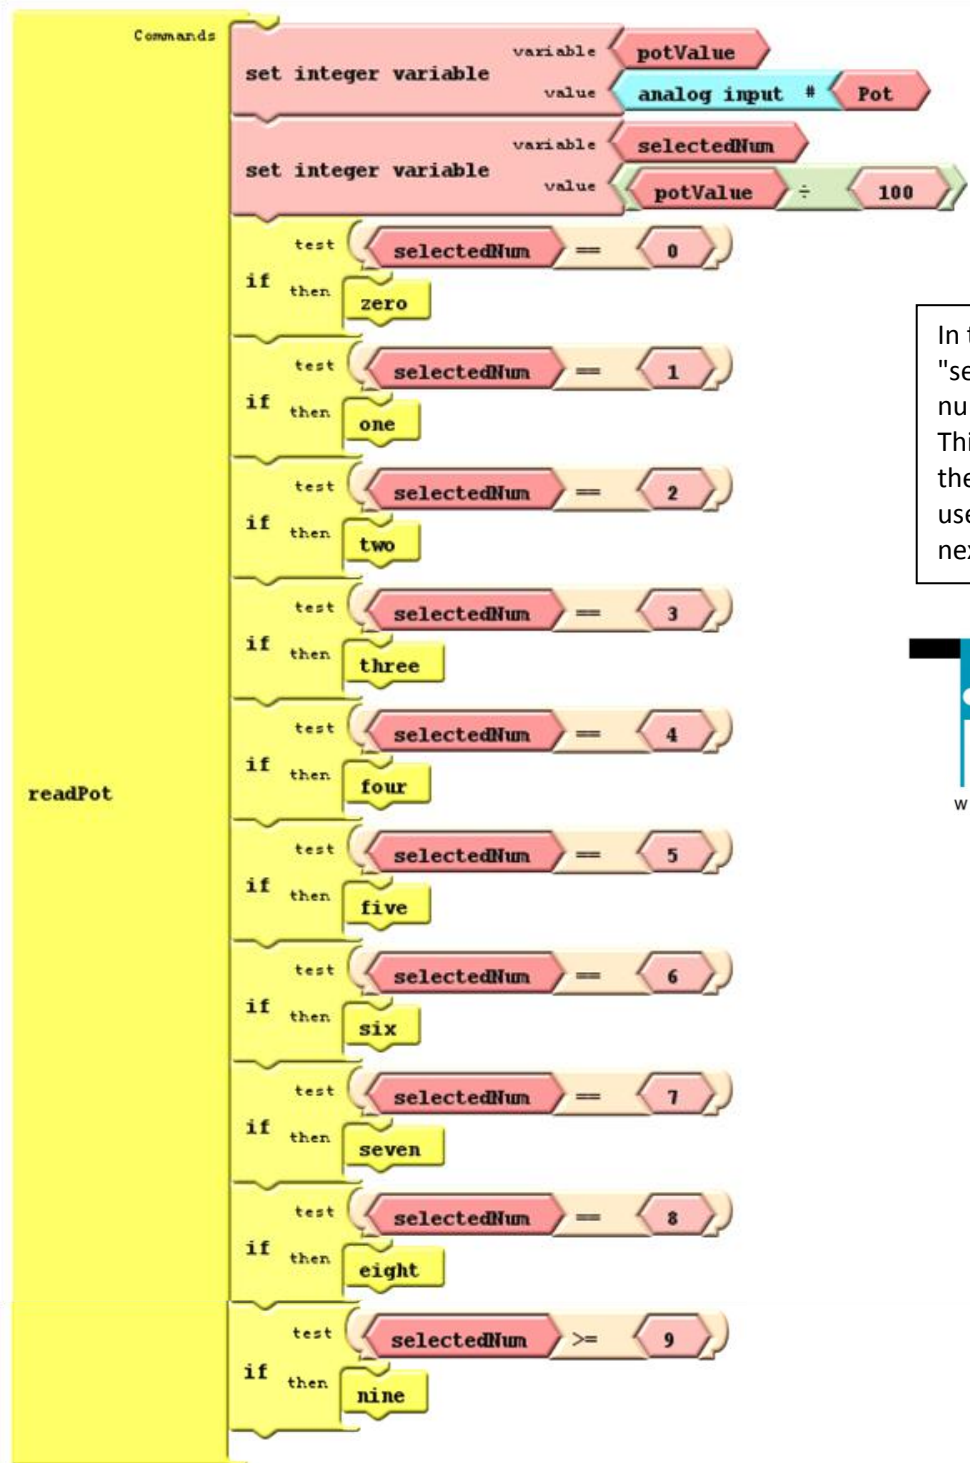 Commands
set integer variable variable potValue
value analog input # Pot
set integer variable variable selectedNum
value potValue ÷ 100
if test selectedNum == 0
then zero
if test selectedNum == 1
then one
if test selectedNum == 2
then two
if test selectedNum == 3
then three
if test selectedNum == 4
then four
readPot
if test selectedNum == 5
then five
if test selectedNum == 6
then six
if test selectedNum == 7
then seven
if test selectedNum == 8
then eight
if test selectedNum >= 9
then nine
In
"se
nu
Thi
the
use
nex
w